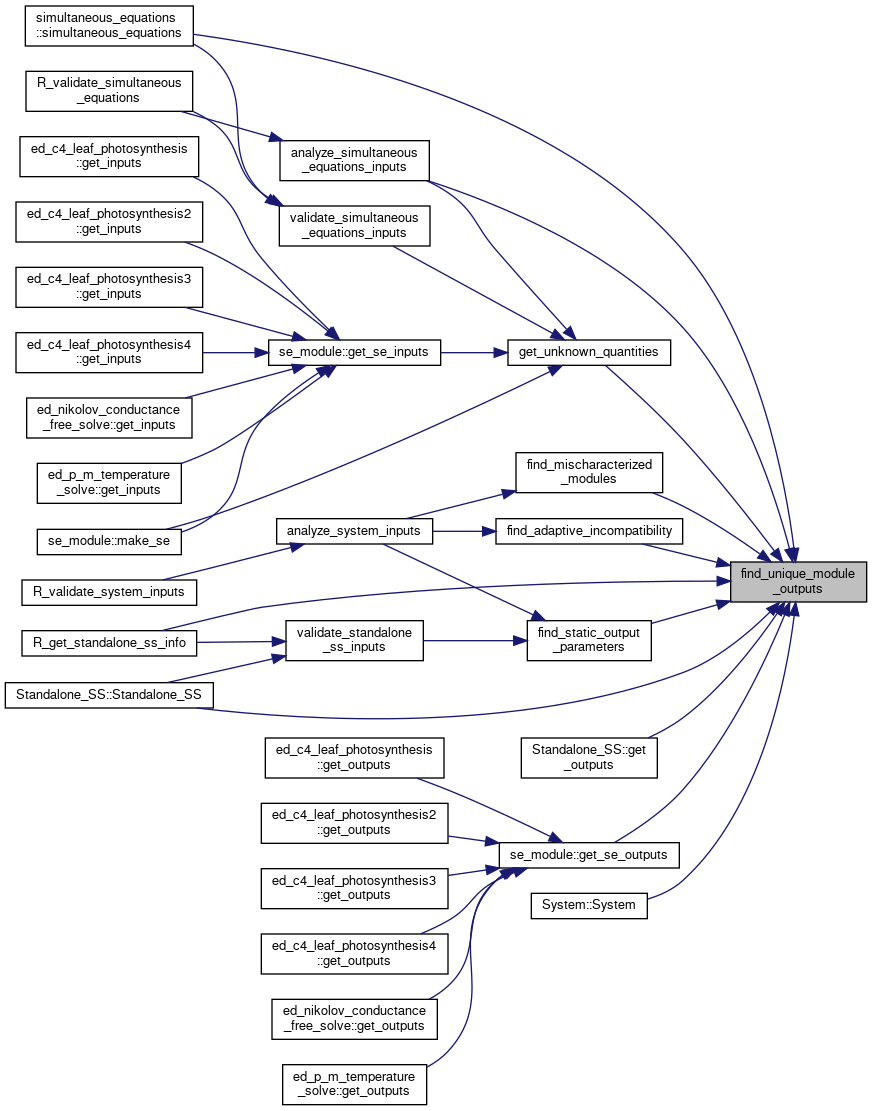 simultaneous_equations
::simultaneous_equations
R_validate_simultaneous
_equations
ed_c4_leaf_photosynthesis
::get_inputs
analyze_simultaneous
_equations_inputs
ed_c4_leaf_photosynthesis2
::get_inputs
validate_simultaneous
_equations_inputs
ed_c4_leaf_photosynthesis3
::get_inputs
ed_c4_leaf_photosynthesis4
::get_inputs
se_module::get_se_inputs
get_unknown_quantities
ed_nikolov_conductance
_free_solve::get_inputs
ed_p_m_temperature
_solve::get_inputs
find_mischaracterized
_modules
se_module::make_se
analyze_system_inputs
find_adaptive_incompatibility
find_unique_module
_outputs
R_validate_system_inputs
R_get_standalone_ss_info
validate_standalone
_ss_inputs
find_static_output
_parameters
Standalone_SS::Standalone_SS
ed_c4_leaf_photosynthesis
::get_outputs
Standalone_SS::get
_outputs
ed_c4_leaf_photosynthesis2
::get_outputs
se_module::get_se_outputs
ed_c4_leaf_photosynthesis3
::get_outputs
System::System
ed_c4_leaf_photosynthesis4
::get_outputs
ed_nikolov_conductance
_free_solve::get_outputs
ed_p_m_temperature
_solve::get_outputs